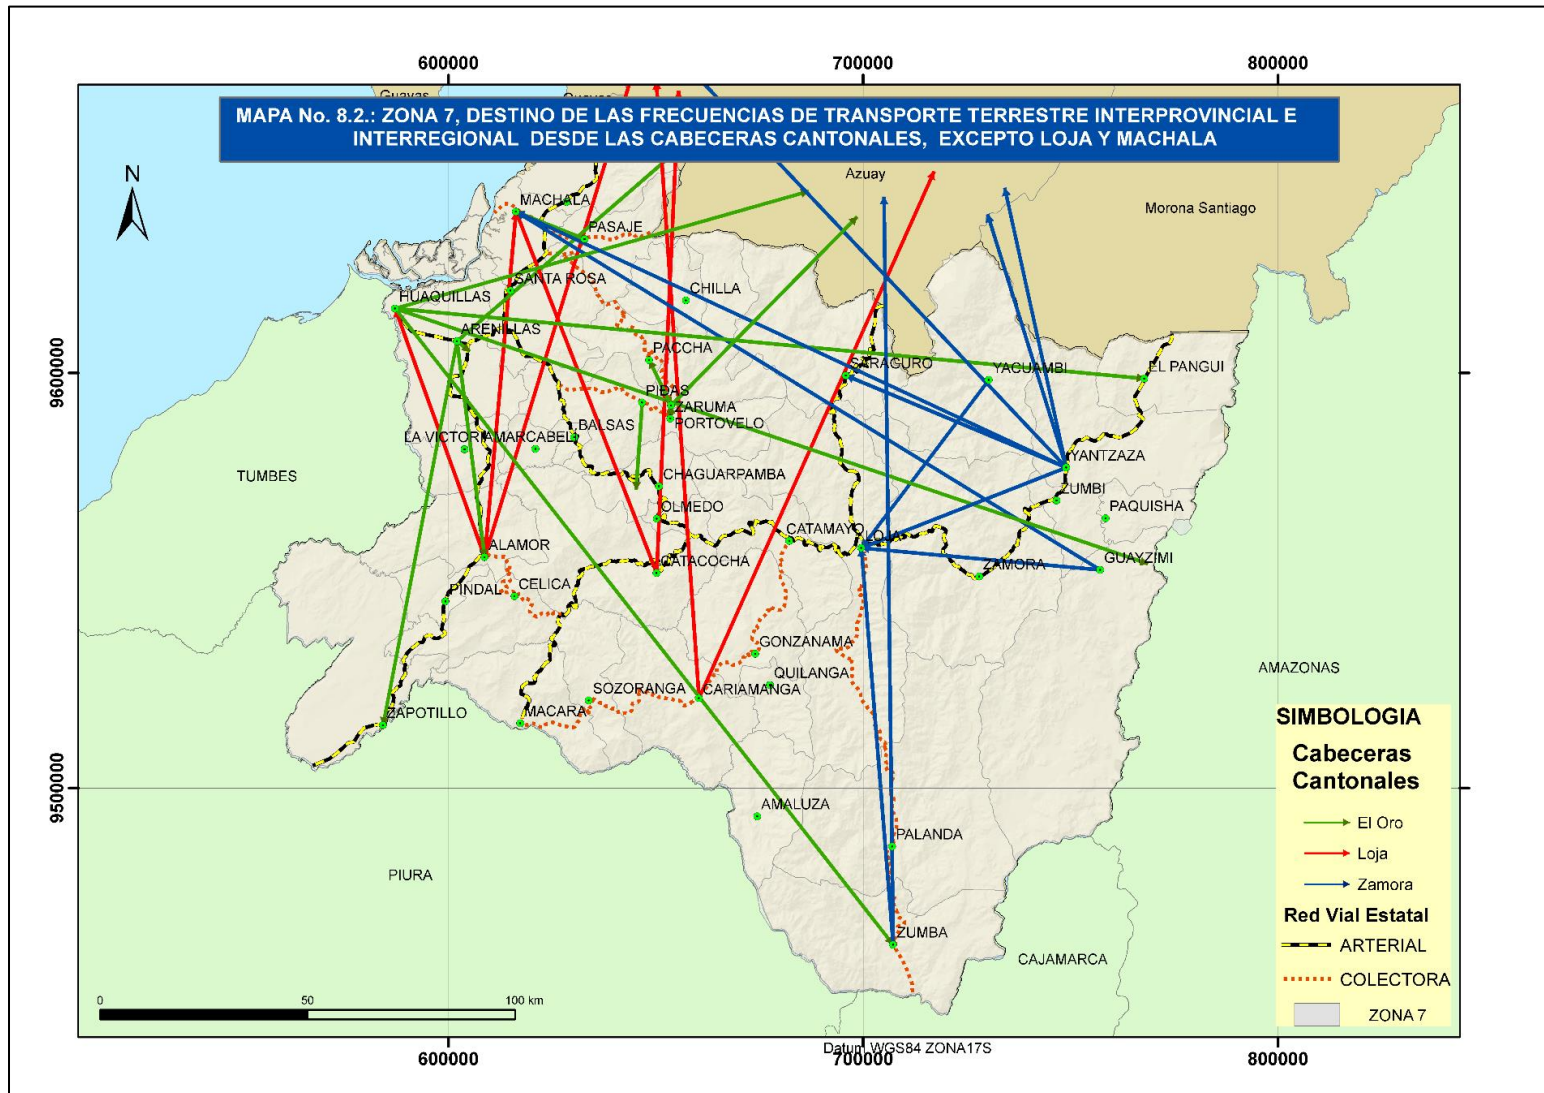 600000
700000
800000
Guayas
MAPA No. 8.2.: ZONA 7, DESTINO DE LAS FRECUENCIAS DE TRANSPORTE TERRESTRE INTERPROVINCIAL E
INTERREGIONAL DESDE LAS CABECERAS CANTONALES, EXCEPTO LOJA Y MACHALA
N
Azuay
Morona Santiago
MACHALA
PASAJE
SANTA ROSA
CHILLA
HUAQUILLAS
ARENILLAS
PACCHA
SARAGURO
YACUAMBI
EL PANGUI
9600000
9600000
PIÐAS
ZARUMA
PORTOVELO
BALSAS
LA VICTORIA
MARCABELI
TUMBES
CHAGUARPAMBA
YANTZAZA
ZUMBI
PAQUISHA
OLMEDO
CATAMAYO
LOJA
ALAMOR
CATACOCHA
ZAMORA
GUAYZIMI
PINDAL
CELICA
GONZANAMA
QUILANGA
AMAZONAS
SOZORANGA
CARIAMANGA
ZAPOTILLO
MACARA
SIMBOLOGIA
Cabeceras
Cantonales
El Oro
Loja
Zamora
Red Vial Estatal
ARTERIAL
COLECTORA
ZONA 7
9500000
9500000
AMALUZA
PALANDA
PIURA
ZUMBA
CAJAMARCA
0
50
100 km
Datum WGS84 ZONA17S
600000
700000
800000